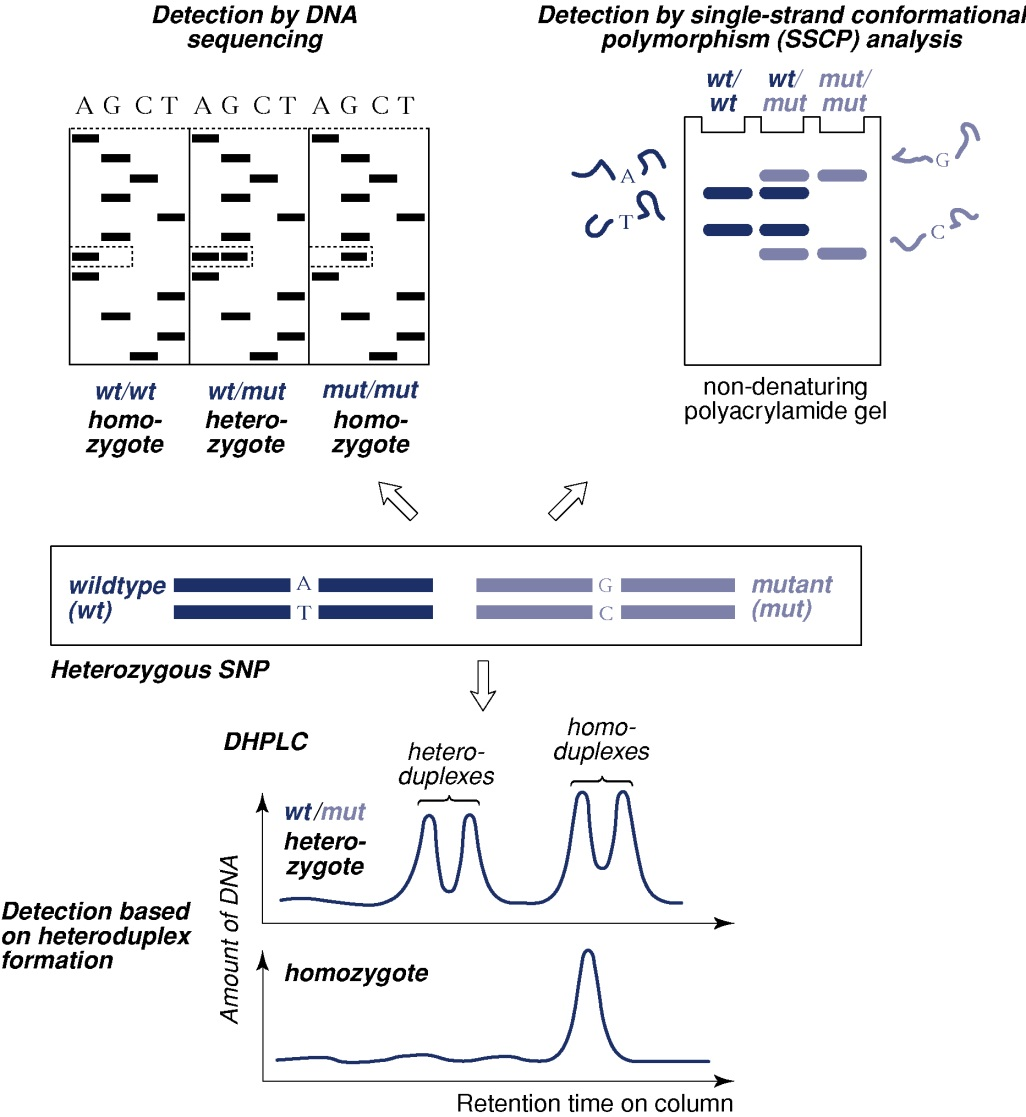 Detection by DNA
sequencing
Detection by single-strand conformational
polymorphism (SSCP) analysis
A G C T A G C T A G C T
wt/wt
homo-
zygote
wt/mut
hetero-
zygote
mut/mut
homo-
zygote
wt/
wt
wt/
mut
mut/
mut
A
T
G
C
non-denaturing
polyacrylamide gel
wildtype
(wt)
A
T
G
C
mutant
(mut)
Heterozygous SNP
DHPLC
hetero-
duplexes
homo-
duplexes
wt/mut
hetero-
zygote
Detection based
on heteroduplex
formation
Amount of DNA
homozygote
Retention time on column